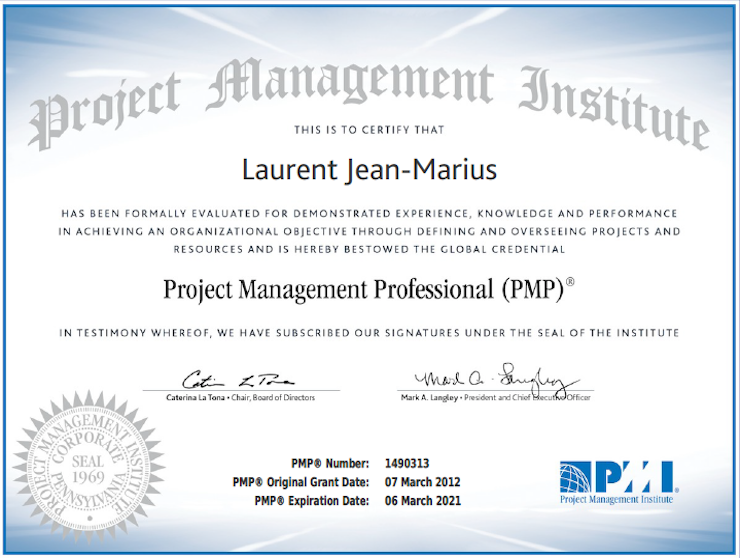 Project Management Institute
THIS IS TO CERTIFY THAT
Laurent Jean-Marius
HAS BEEN FORMALLY EVALUATED FOR DEMONSTRATED EXPERIENCE, KNOWLEDGE AND PERFORMANCE
IN ACHIEVING AN ORGANIZATIONAL OBJECTIVE THROUGH DEFINING AND OVERSEEING PROJECTS AND
RESOURCES AND IS HEREBY BESTOWED THE GLOBAL CREDENTIAL
Project Management Professional (PMP)®
IN TESTIMONY WHEREOF, WE HAVE SUBSCRIBED OUR SIGNATURES UNDER THE SEAL OF THE INSTITUTE
Caterina La Tona • Chair, Board of Directors
Mark A. Langley • President and Chief Executive Officer
PROJECT MANAGEMENT INSTITUTE
CORPORATE
SEAL
1969
PENNSYLVANIA
PMP® Number: 1490313
PMP® Original Grant Date: 07 March 2012
PMP® Expiration Date: 06 March 2021
PMI®
Project Management Institute